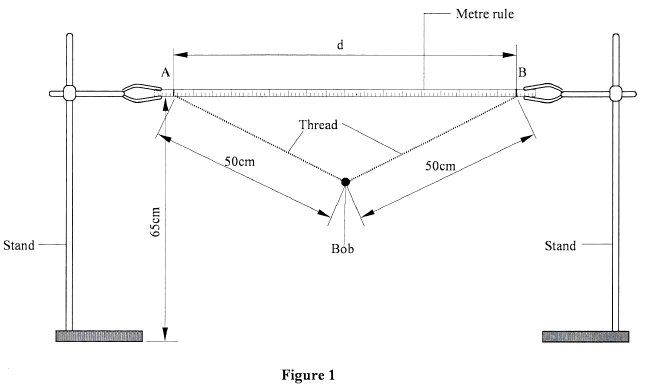 Metre rule
d
A
B
Thread
50cm
50cm
65cm
Stand
Bob
Stand
Figure 1